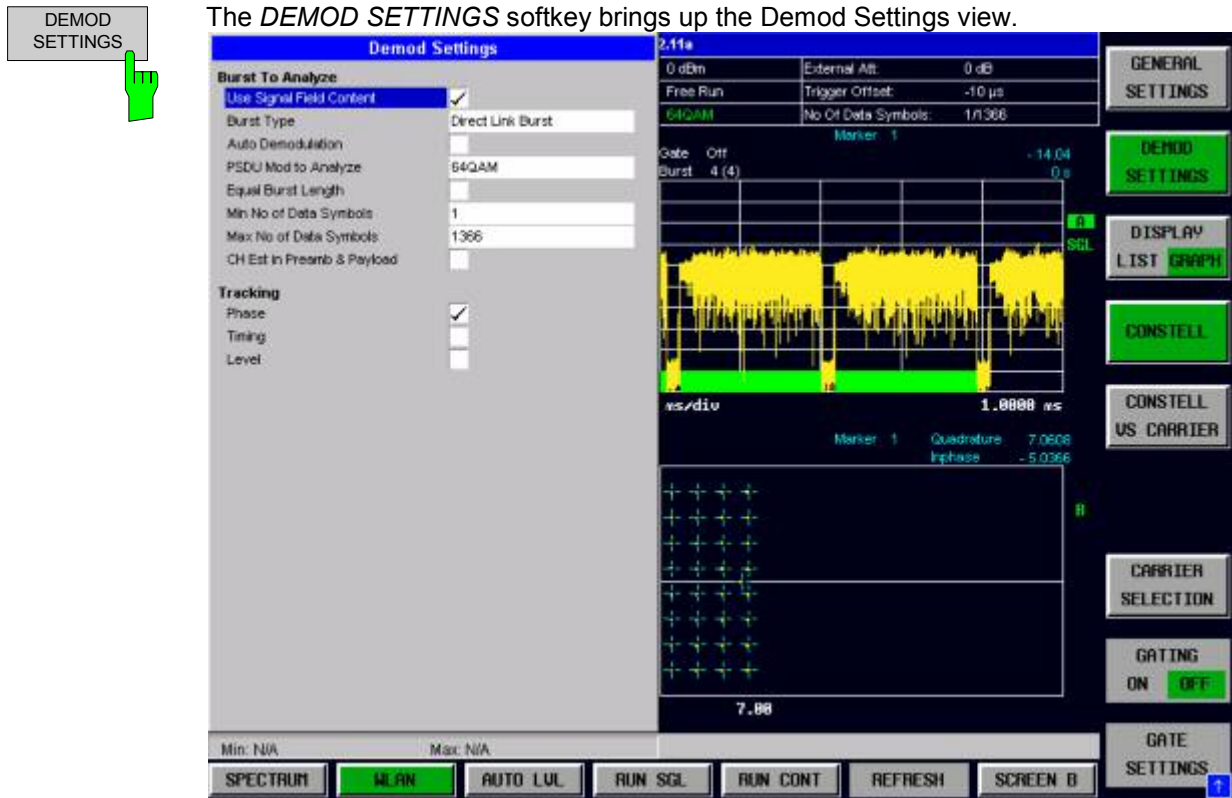 DEMOD
SETTINGS
The DEMOD SETTINGS softkey brings up the Demod Settings view.
Demod Settings
Burst To Analyze
Use Signal Field Content
Burst Type Direct Link Burst
Auto Demodulation
PSDU Mod to Analyze 64QAM
Equal Burst Length
Min No of Data Symbols 1
Max No of Data Symbols 1366
CH Est in Preamb & Payload
Tracking
Phase
Timing
Level
Min: N/A Max: N/A
2.11a
0 dBm External Att: 0 dB
Free Run Trigger Offset: -10 µs
64QAM No Of Data Symbols: 1/1366
Marker 1
Gate Off - 14.04
Burst 4 (4) 0 s
A
SGL
ms/div 1.0000 ms
Marker 1 Quadrature 7.0608
Inphase - 5.0366
B
7.00
GENERAL
SETTINGS
DEMOD
SETTINGS
DISPLAY
LIST GRAPH
CONSTELL
CONSTELL
VS CARRIER
CARRIER
SELECTION
GATING
ON OFF
GATE
SETTINGS
SPECTRUM WLAN AUTO LVL RUN SGL RUN CONT REFRESH SCREEN B